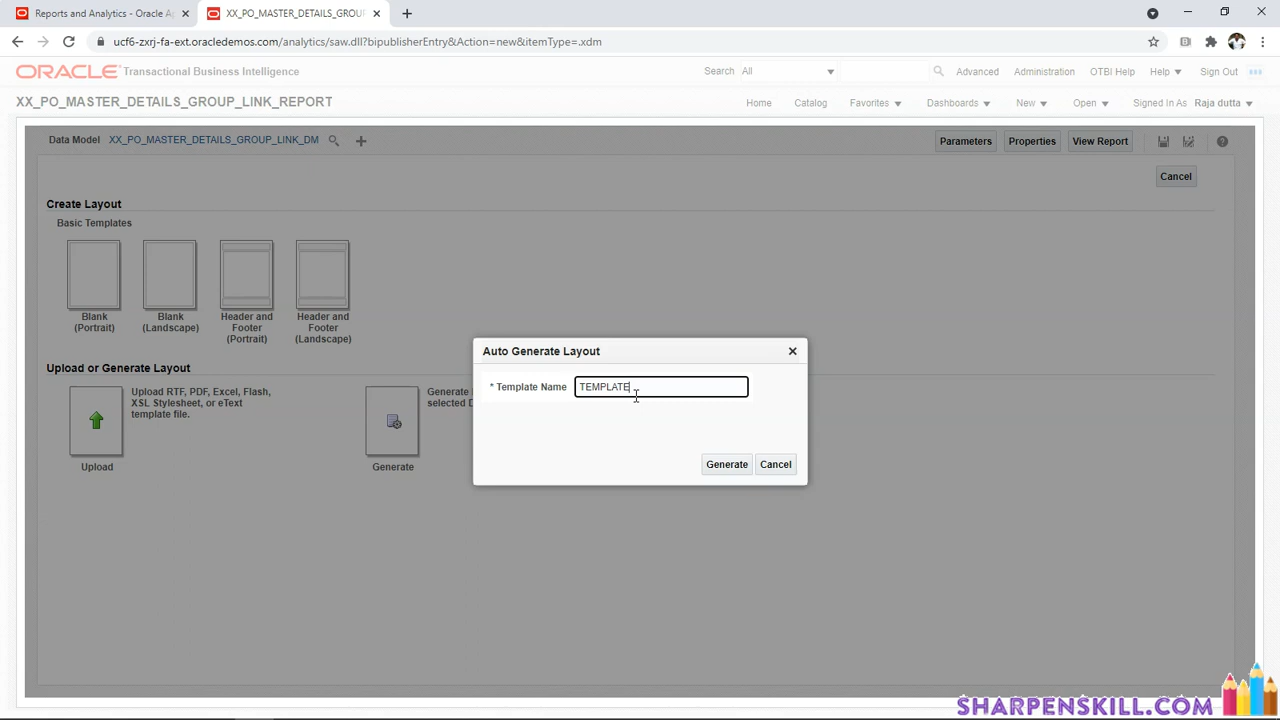 Reports and Analytics - Oracle A
XX_PO_MASTER_DETAILS_GROUP
ucf6-zxrj-fa-ext.oracledemos.com/analytics/saw.dll?bipublisherEntry&Action=new&itemType=.xdm
ORACLE Transactional Business Intelligence
Search All
Advanced
Administration
OTBI Help
Help
Sign Out
XX_PO_MASTER_DETAILS_GROUP_LINK_REPORT
Home
Catalog
Favorites
Dashboards
New
Open
Signed In As Raja dutta
Data Model XX_PO_MASTER_DETAILS_GROUP_LINK_DM
Parameters
Properties
View Report
Cancel
Create Layout
Basic Templates
Blank
(Portrait)
Blank
(Landscape)
Header and
Footer
(Portrait)
Header and
Footer
(Landscape)
Upload or Generate Layout
Upload RTF, PDF, Excel, Flash,
XSL Stylesheet, or eText
template file.
Upload
Generate
selected D
Generate
Auto Generate Layout
* Template Name TEMPLATE
Generate
Cancel
SHARPENSKILL.COM